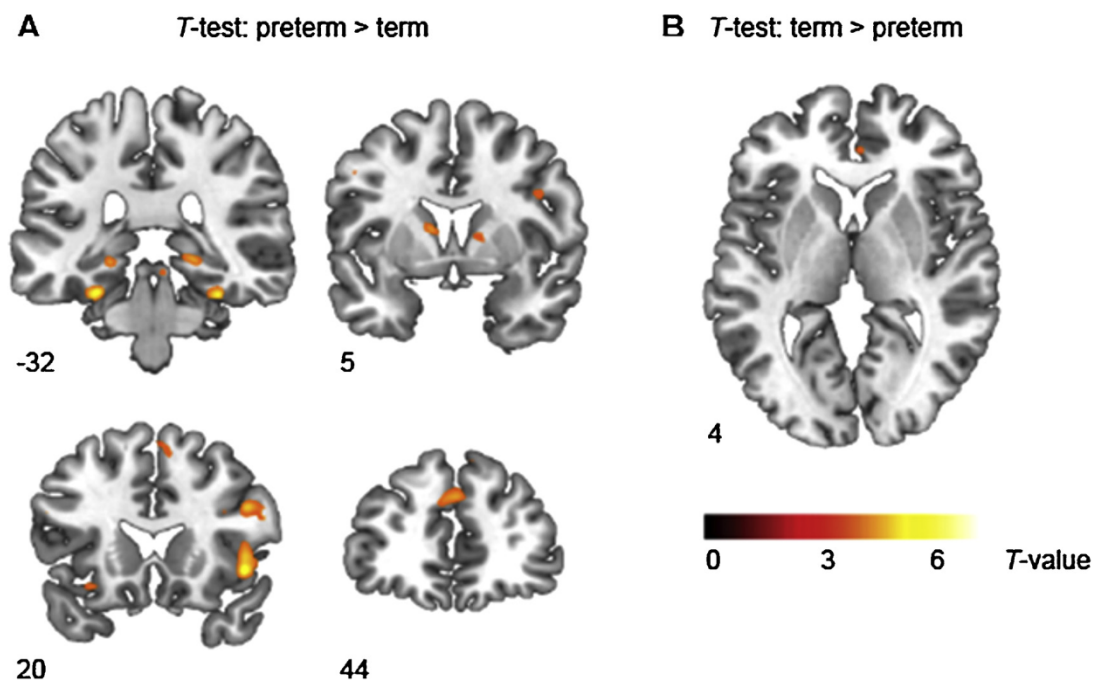 A T-test: preterm > term
B T-test: term > preterm
-32
5
4
20
44
0 3 6 T-value